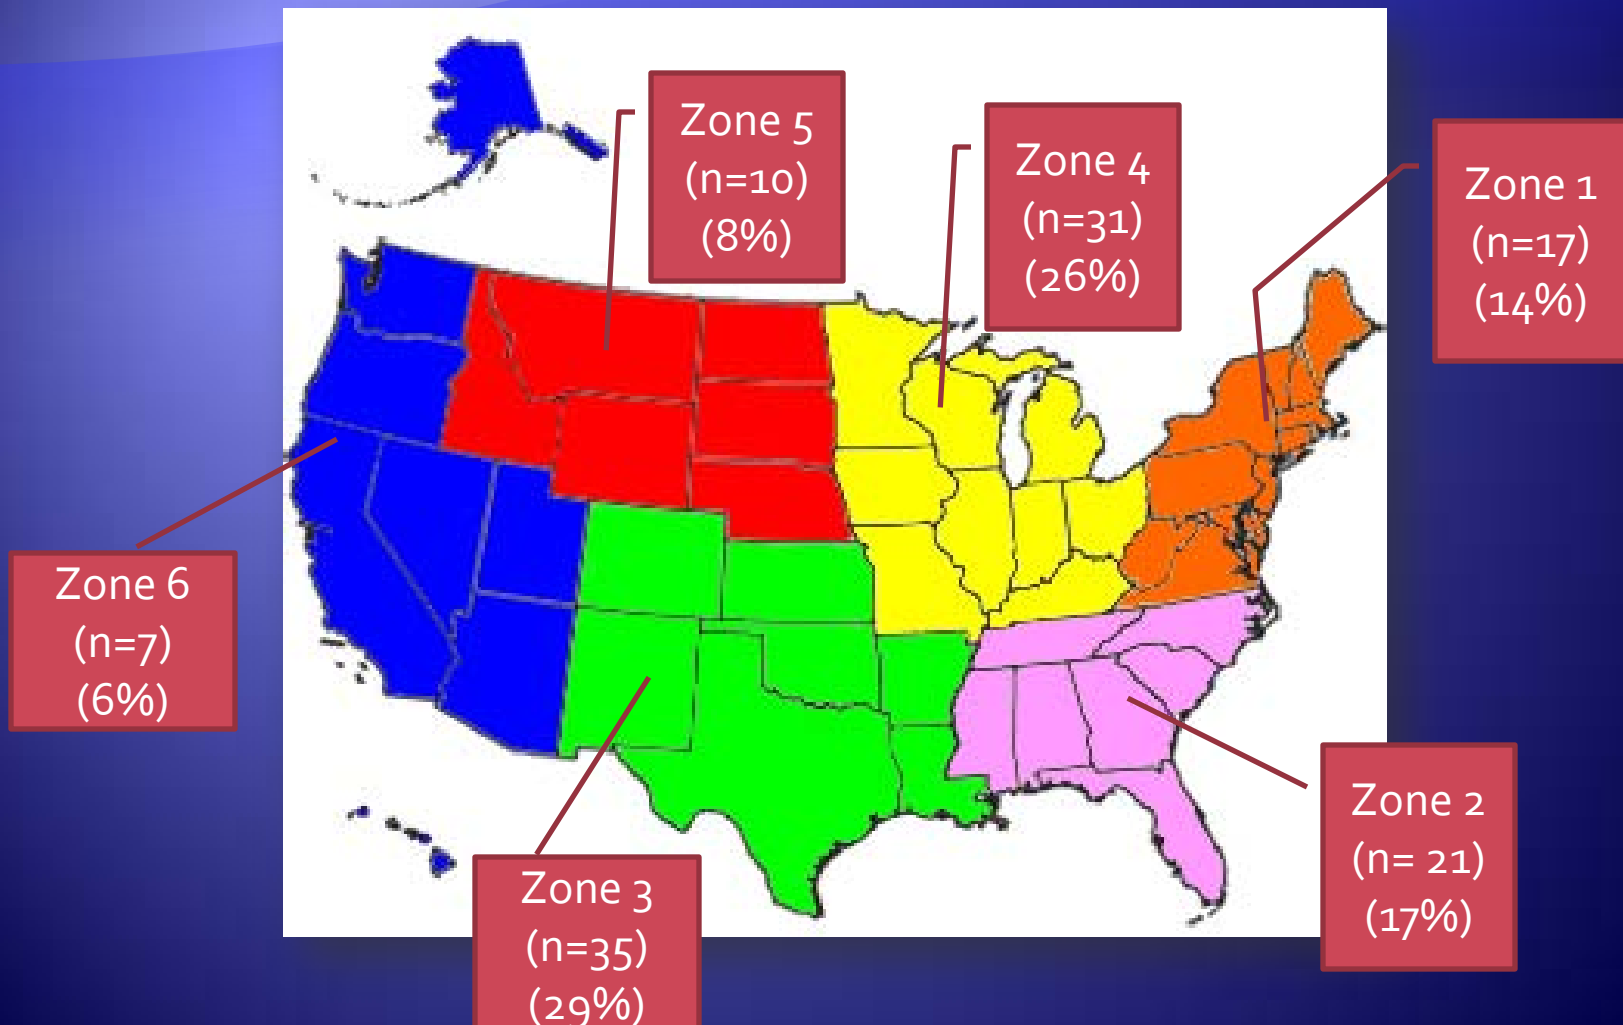 Zone 5
(n=10)
(8%)
Zone 4
(n=31)
(26%)
Zone 1
(n=17)
(14%)
Zone 6
(n=7)
(6%)
Zone 2
(n= 21)
(17%)
Zone 3
(n=35)
(29%)